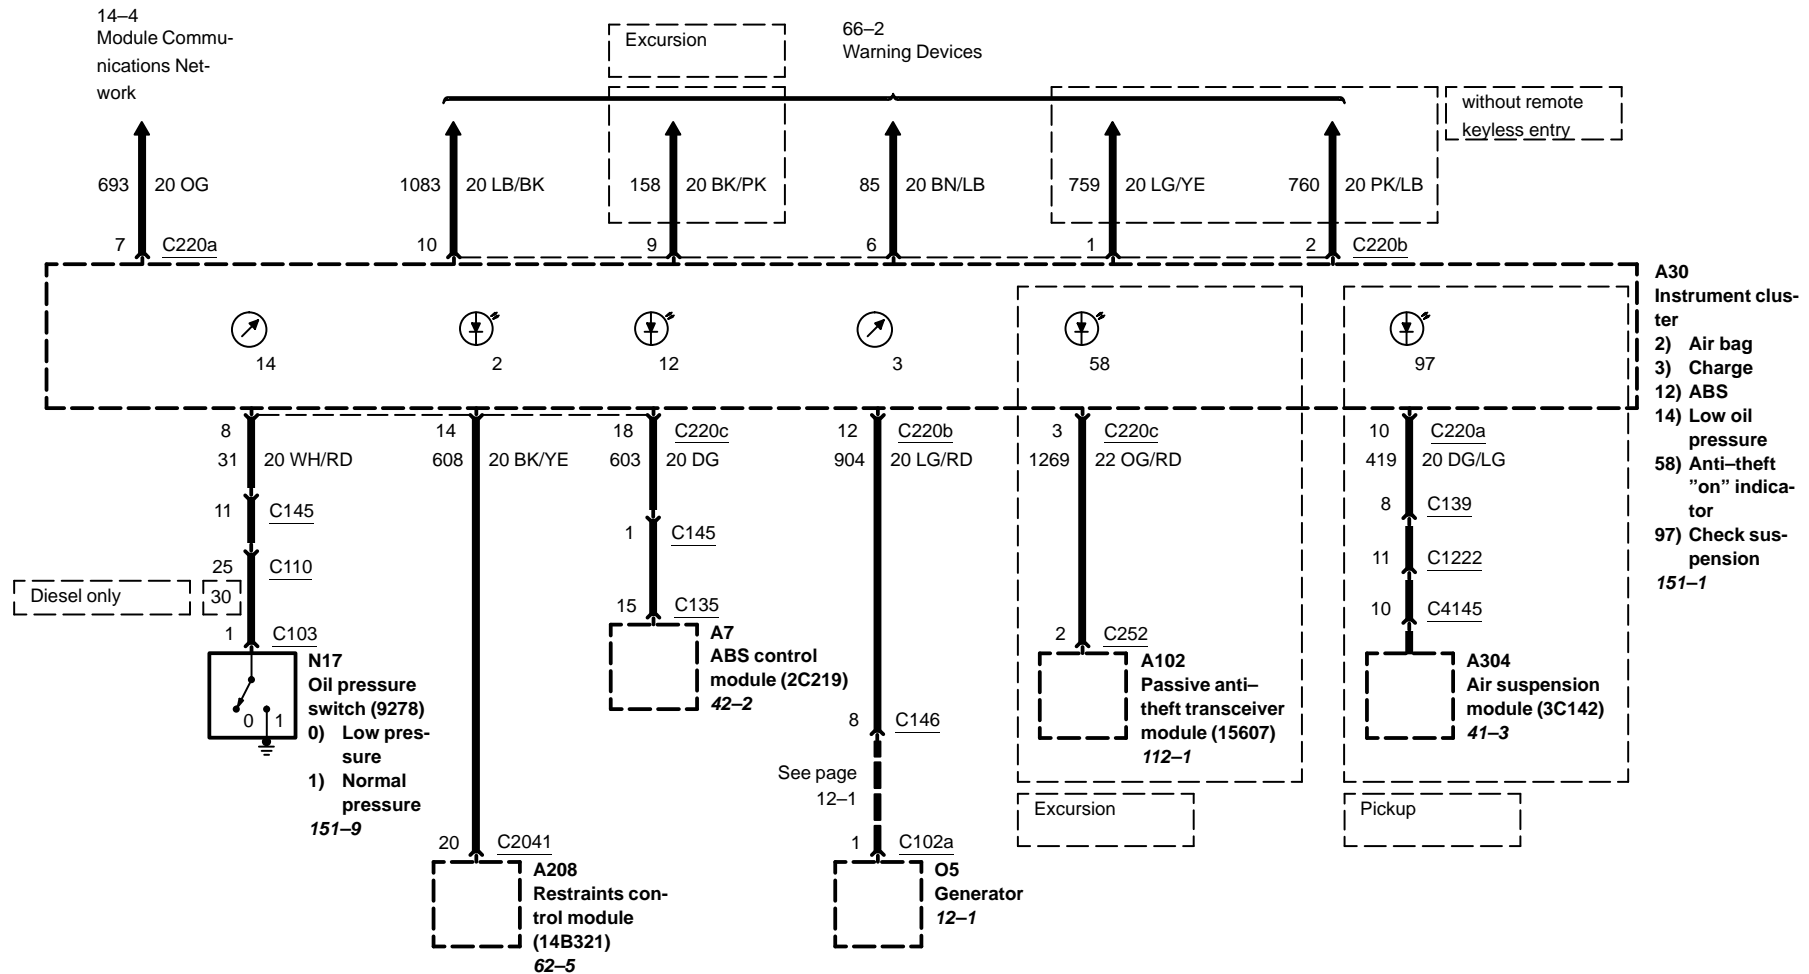 14–4
Module Commu-
nications Net-
work
Excursion
66–2
Warning Devices
without remote
keyless entry
693 20 OG
1083 20 LB/BK
158 20 BK/PK
85 20 BN/LB
759 20 LG/YE
760 20 PK/LB
7 C220a
10
9
6
1
2 C220b
14
2
12
3
58
97
A30
Instrument clus-
ter
2) Air bag
3) Charge
12) ABS
14) Low oil
pressure
58) Anti–theft
”on” indica-
tor
97) Check sus-
pension
151–1
8
14
18 C220c
12 C220b
3 C220c
10 C220a
31 20 WH/RD
608 20 BK/YE
603 20 DG
904 20 LG/RD
1269 22 OG/RD
419 20 DG/LG
11 C145
25 C110
Diesel only
30
1 C103
N17
Oil pressure
switch (9278)
0) Low pres-
sure
1) Normal
pressure
151–9
0 1
20 C2041
A208
Restraints con-
trol module
(14B321)
62–5
1 C145
15 C135
A7
ABS control
module (2C219)
42–2
8 C146
See page
12–1
1 C102a
O5
Generator
12–1
2 C252
A102
Passive anti–
theft transceiver
module (15607)
112–1
Excursion
8 C139
11 C1222
10 C4145
A304
Air suspension
module (3C142)
41–3
Pickup